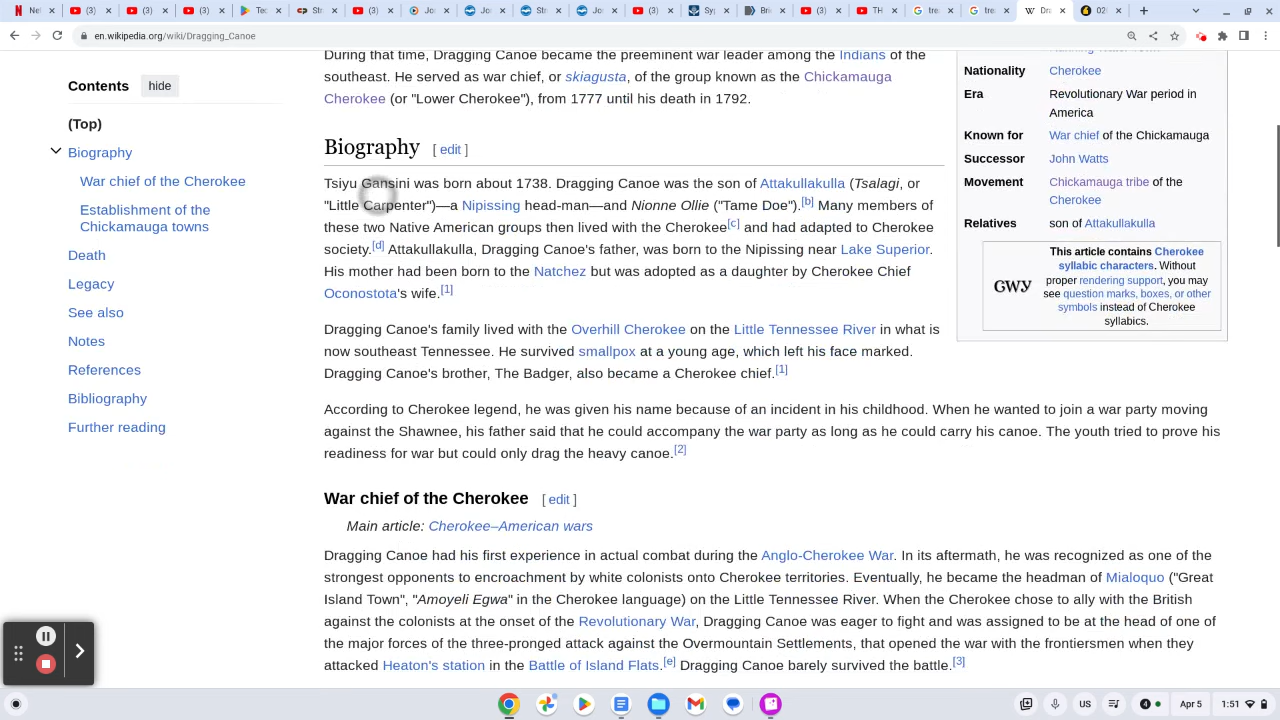 Nel
(3)
(3)
(3)
Det
Str
(3)
Jo
Jo
Str
Jo
(3)
Sy
Bri
(3)
TH
tre
gre
Dra
020
en.wikipedia.org/wiki/Dragging_Canoe
Contents hide
(Top)
Biography
War chief of the Cherokee
Establishment of the
Chickamauga towns
Death
Legacy
See also
Notes
References
Bibliography
Further reading
During that time, Dragging Canoe became the preeminent war leader among the Indians of the
southeast. He served as war chief, or skiagusta, of the group known as the Chickamauga
Cherokee (or "Lower Cherokee"), from 1777 until his death in 1792.
Biography [ edit ]
Tsiyu Gansini was born about 1738. Dragging Canoe was the son of Attakullakulla (Tsalagi, or
"Little Carpenter")—a Nipissing head-man—and Nionne Ollie ("Tame Doe").[b] Many members of
these two Native American groups then lived with the Cherokee[c] and had adapted to Cherokee
society.[d] Attakullakulla, Dragging Canoe's father, was born to the Nipissing near Lake Superior.
His mother had been born to the Natchez but was adopted as a daughter by Cherokee Chief
Oconostota's wife.[1]
Dragging Canoe's family lived with the Overhill Cherokee on the Little Tennessee River in what is
now southeast Tennessee. He survived smallpox at a young age, which left his face marked.
Dragging Canoe's brother, The Badger, also became a Cherokee chief.[1]
According to Cherokee legend, he was given his name because of an incident in his childhood. When he wanted to join a war party moving
against the Shawnee, his father said that he could accompany the war party as long as he could carry his canoe. The youth tried to prove his
readiness for war but could only drag the heavy canoe.[2]
War chief of the Cherokee [ edit ]
Main article: Cherokee–American wars
Dragging Canoe had his first experience in actual combat during the Anglo-Cherokee War. In its aftermath, he was recognized as one of the
strongest opponents to encroachment by white colonists onto Cherokee territories. Eventually, he became the headman of Mialoquo ("Great
Island Town", "Amoyeli Egwa" in the Cherokee language) on the Little Tennessee River. When the Cherokee chose to ally with the British
against the colonists at the onset of the Revolutionary War, Dragging Canoe was eager to fight and was assigned to be at the head of one of
the major forces of the three-pronged attack against the Overmountain Settlements, that opened the war with the frontiersmen when they
attacked Heaton's station in the Battle of Island Flats.[e] Dragging Canoe barely survived the battle.[3]
Nationality Cherokee
Era Revolutionary War period in
America
Known for War chief of the Chickamauga
Successor John Watts
Movement Chickamauga tribe of the
Cherokee
Relatives son of Attakullakulla
This article contains Cherokee
syllabic characters. Without
proper rendering support, you may
see question marks, boxes, or other
symbols instead of Cherokee
syllabics.
ᏣᎳᎩ
US
4
Apr 5
1:51